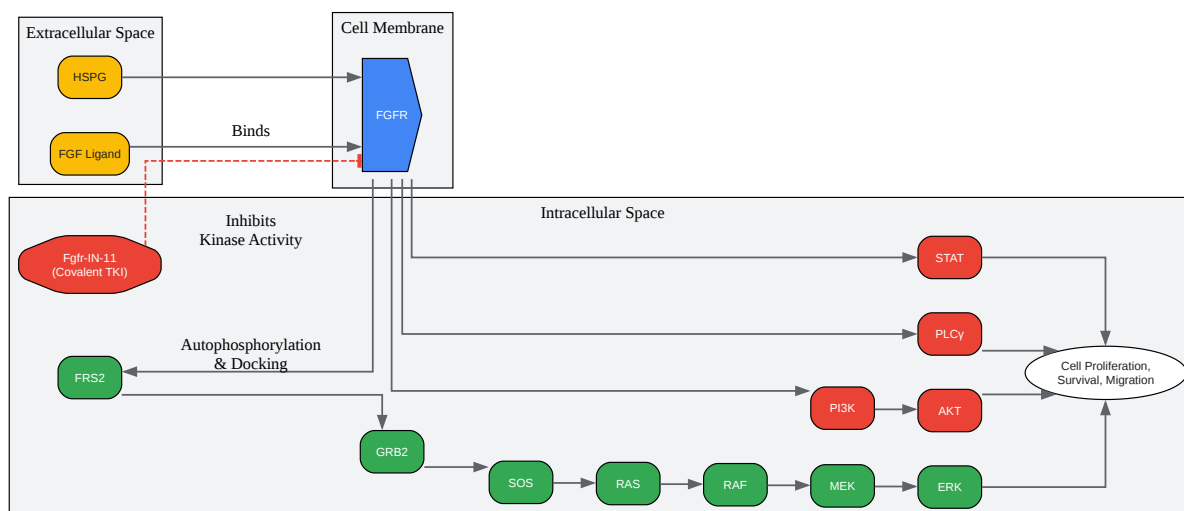 Extracellular Space
Cell Membrane
HSPG
FGFR
Binds
FGF Ligand
Intracellular Space
Inhibits
Kinase Activity
Fgfr-IN-11
(Covalent TKI)
STAT
PLCγ
Autophosphorylation
& Docking
FRS2
Cell Proliferation,
Survival, Migration
PI3K
AKT
GRB2
SOS
RAS
RAF
MEK
ERK